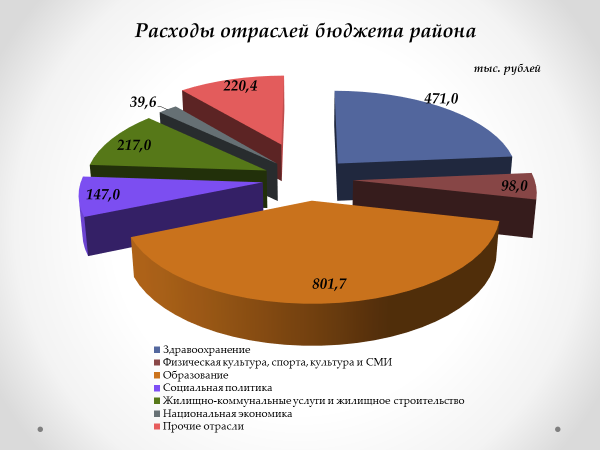 Расходы отраслей бюджета района
тыс. рублей
220,4
471,0
39,6
217,0
98,0
147,0
801,7
Здравоохранение
Физическая культура, спорта, культура и СМИ
Образование
Социальная политика
Жилищно-коммунальные услуги и жилищное строительство
Национальная экономика
Прочие отрасли